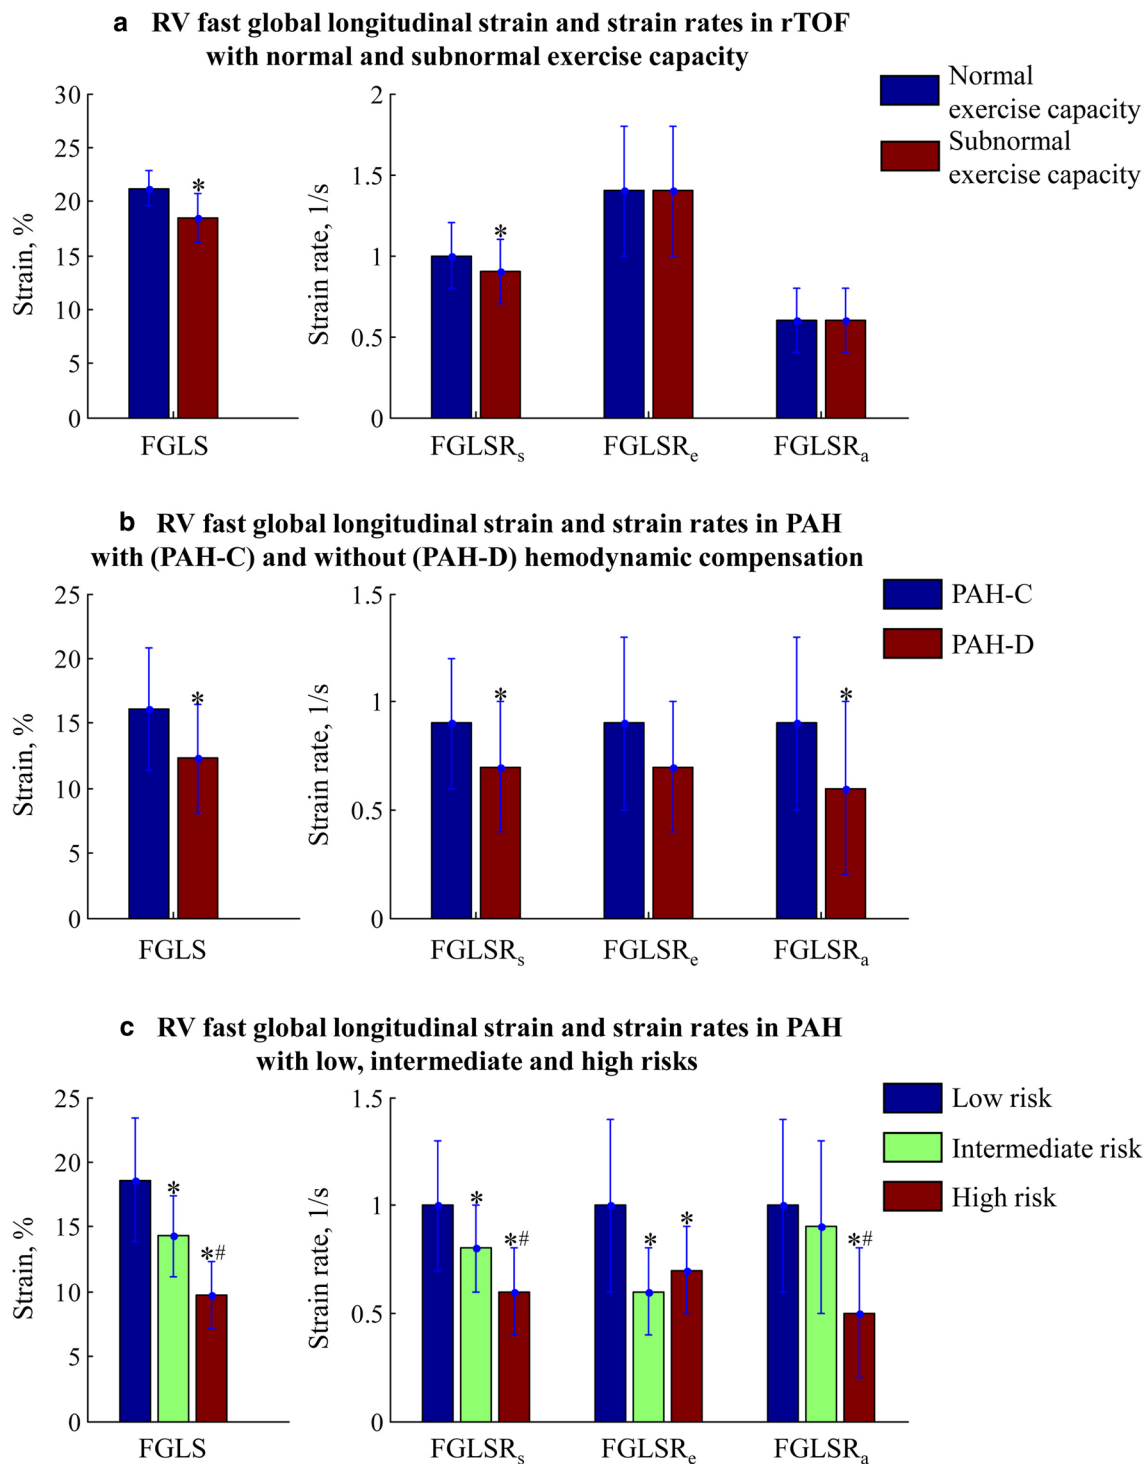 a RV fast global longitudinal strain and strain rates in rTOF
with normal and subnormal exercise capacity
Normal
exercise capacity
Subnormal
exercise capacity
Strain, %
30
25
20
15
10
5
0
*
FGLS
Strain rate, 1/s
2
1.5
1
0.5
0
*
FGLSRs FGLSRe FGLSRa
b RV fast global longitudinal strain and strain rates in PAH
with (PAH-C) and without (PAH-D) hemodynamic compensation
PAH-C
PAH-D
Strain, %
25
20
15
10
5
0
*
FGLS
Strain rate, 1/s
1.5
1
0.5
0
* *
FGLSRs FGLSRe FGLSRa
c RV fast global longitudinal strain and strain rates in PAH
with low, intermediate and high risks
Low risk
Intermediate risk
High risk
Strain, %
25
20
15
10
5
0
*
*#
FGLS
Strain rate, 1/s
1.5
1
0.5
0
* *# * * *#
FGLSRs FGLSRe FGLSRa